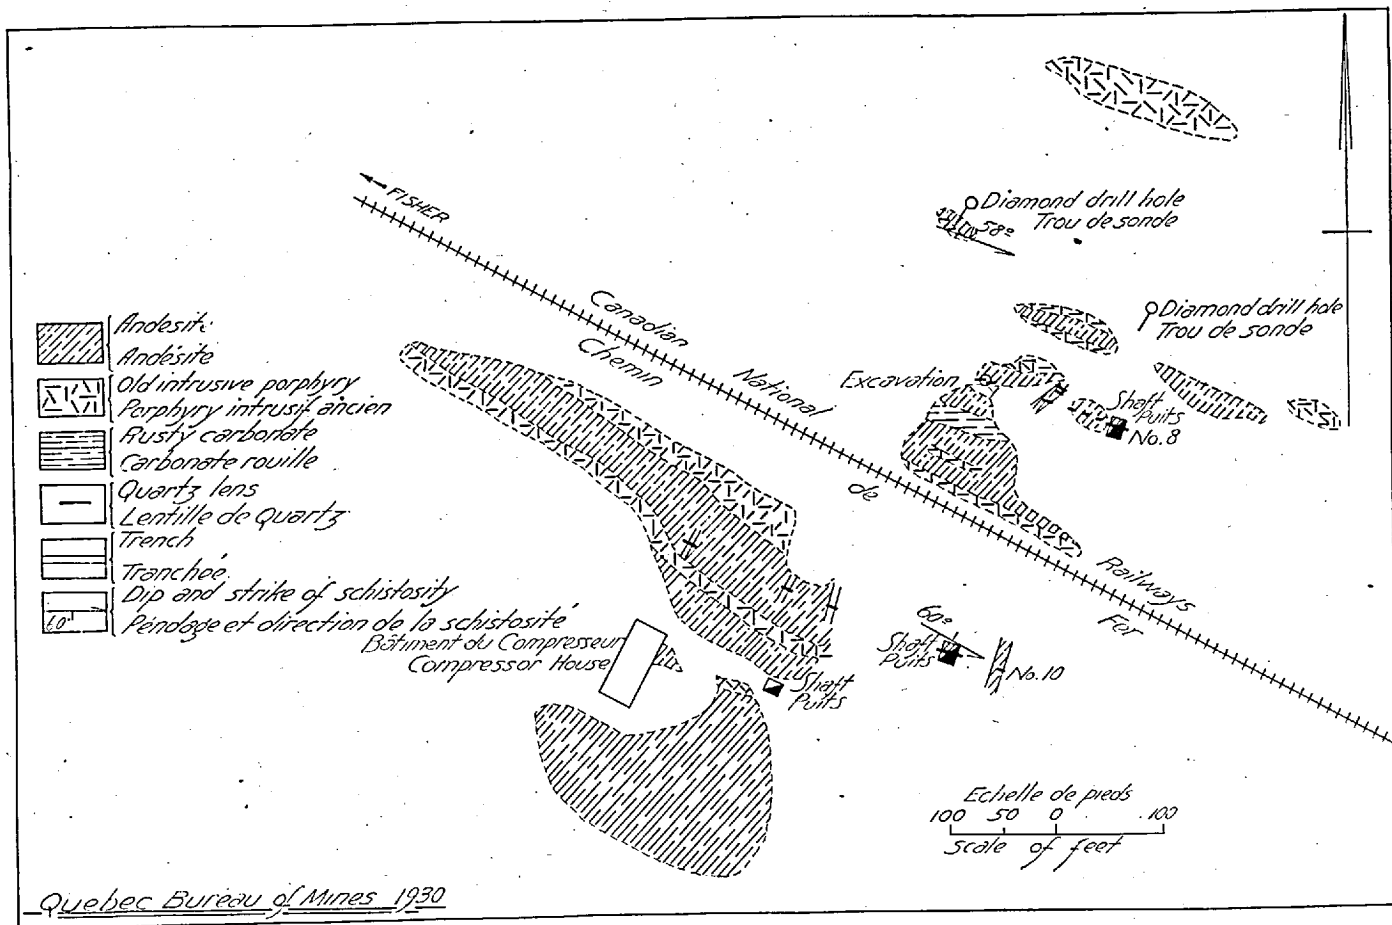 FISHER
Diamond drill hole
Trou de sonde
58°
Canadian National Railways
Chemin de Fer
Diamond drill hole
Trou de sonde
Excavation
Shaft
Puits
No. 8
Andesite
Andésite
Old intrusive porphyry
Porphyry intrusif ancien
Rusty carbonate
Carbonate rouille
Quartz lens
Lentille de Quartz
Trench
Tranchée
Dip and strike of schistosity
60°
Pendage et direction de la schistosité
Bâtiment du Compresseur
Compressor House
Shaft
Puits
60°
Shaft
Puits
No. 10
Echelle de pieds
100 50 0 100
Scale of feet
Quebec Bureau of Mines 1930